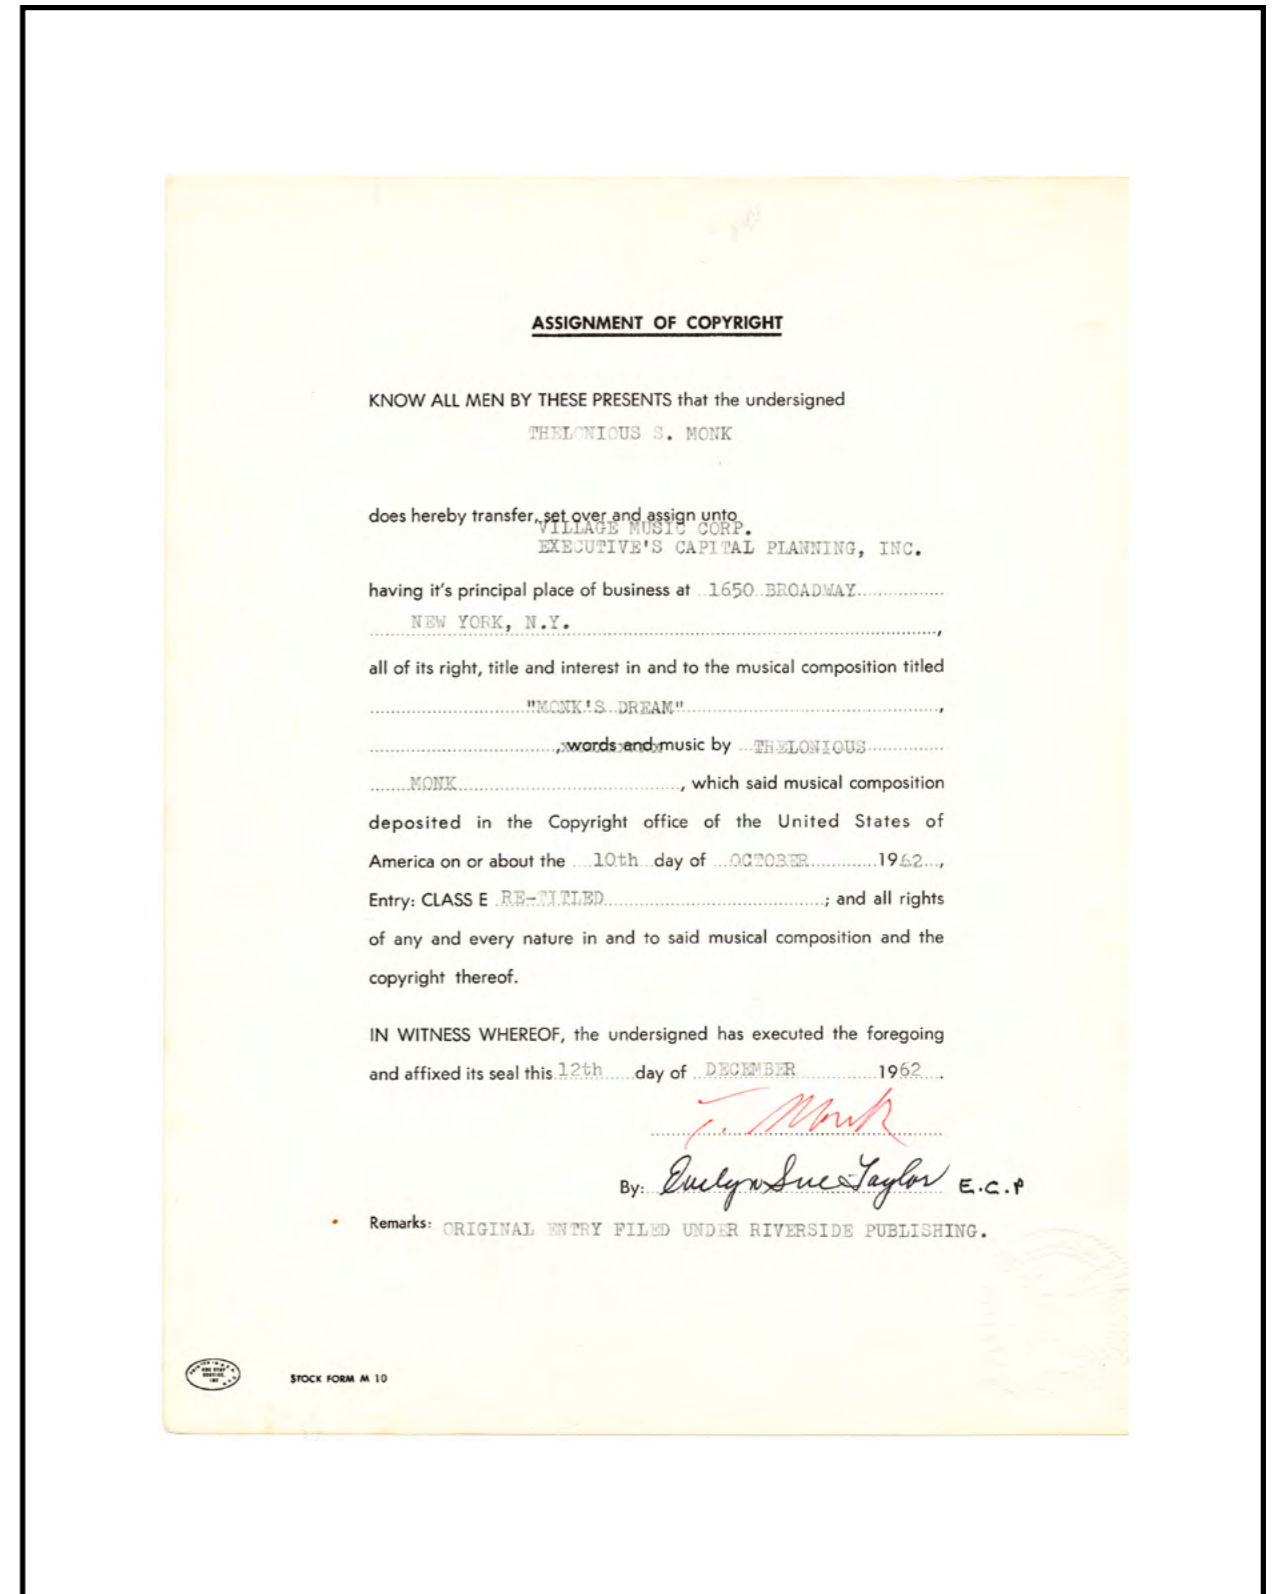 ASSIGNMENT OF COPYRIGHT
KNOW ALL MEN BY THESE PRESENTS that the undersigned
THELONIOUS S. MONK
does hereby transfer, set over and assign unto
VILLAGE MUSIC CORP.
EXECUTIVE'S CAPITAL PLANNING, INC.
having it's principal place of business at 1650 BROADWAY
NEW YORK, N.Y.,
all of its right, title and interest in and to the musical composition titled
"MONK'S DREAM",
, words and music by THELONIOUS
MONK, which said musical composition
deposited in the Copyright office of the United States of
America on or about the 10th day of OCTOBER 1962,
Entry: CLASS E RE-TITLED; and all rights
of any and every nature in and to said musical composition and the
copyright thereof.
IN WITNESS WHEREOF, the undersigned has executed the foregoing
and affixed its seal this 12th day of DECEMBER 1962.
T. Monk
By: Evelyn Sue Taylor E.C.P
Remarks: ORIGINAL ENTRY FILED UNDER RIVERSIDE PUBLISHING.
STOCK FORM M 10